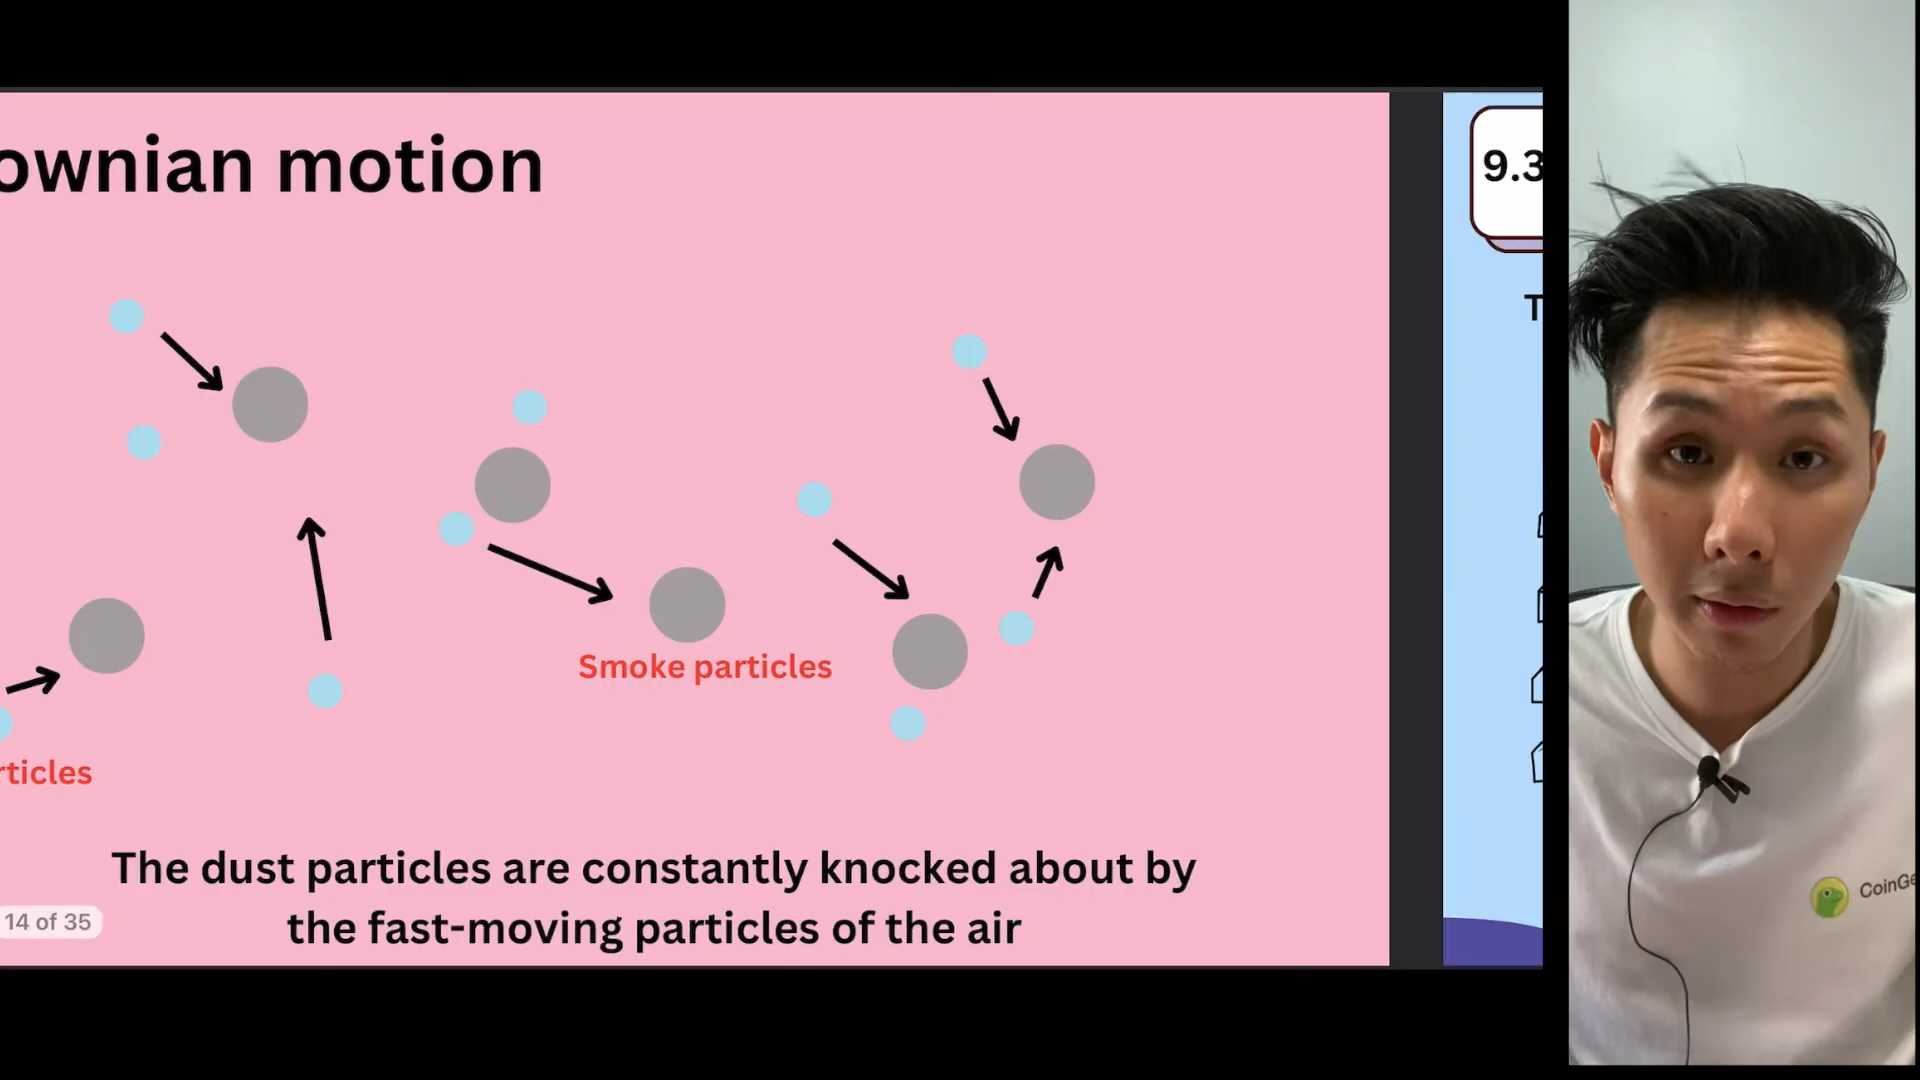 ownian motion
9.3
T
Smoke particles
rticles
The dust particles are constantly knocked about by
the fast-moving particles of the air
14 of 35
CoinGe